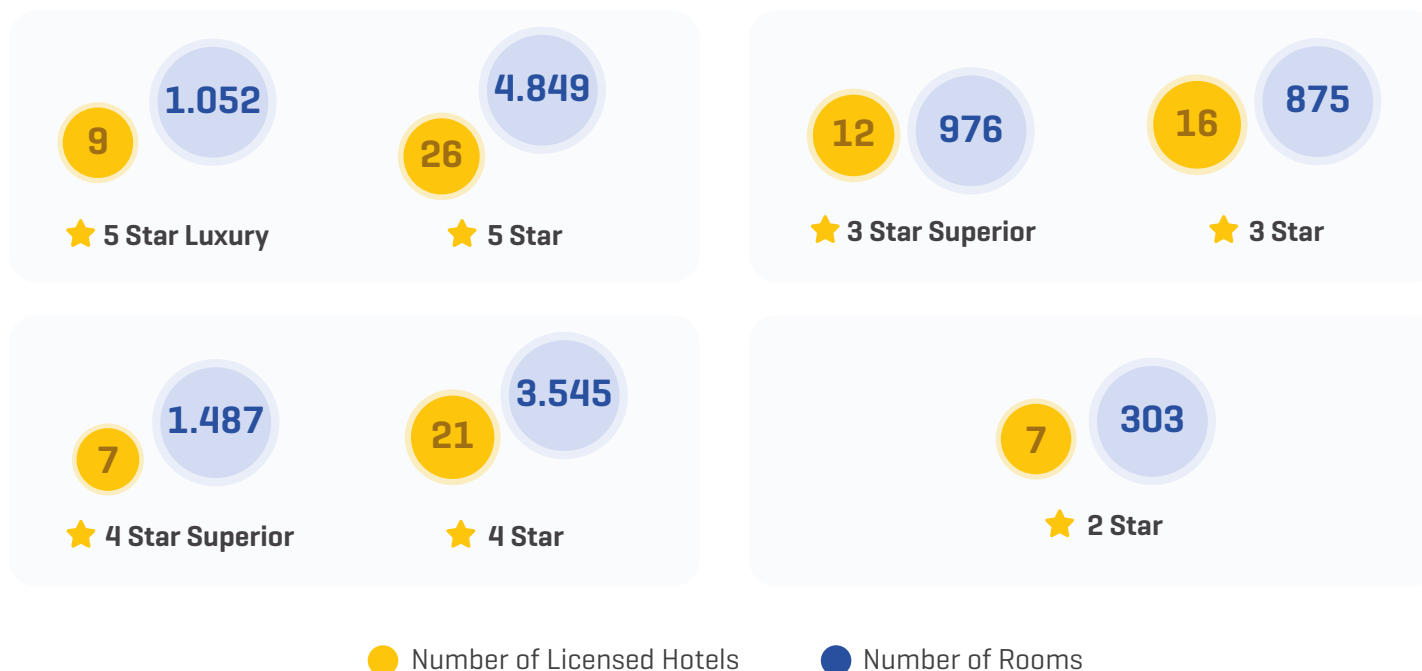 9
1.052
5 Star Luxury
26
4.849
5 Star
12
976
3 Star Superior
16
875
3 Star
7
1.487
4 Star Superior
21
3.545
4 Star
7
303
2 Star
Number of Licensed Hotels
Number of Rooms